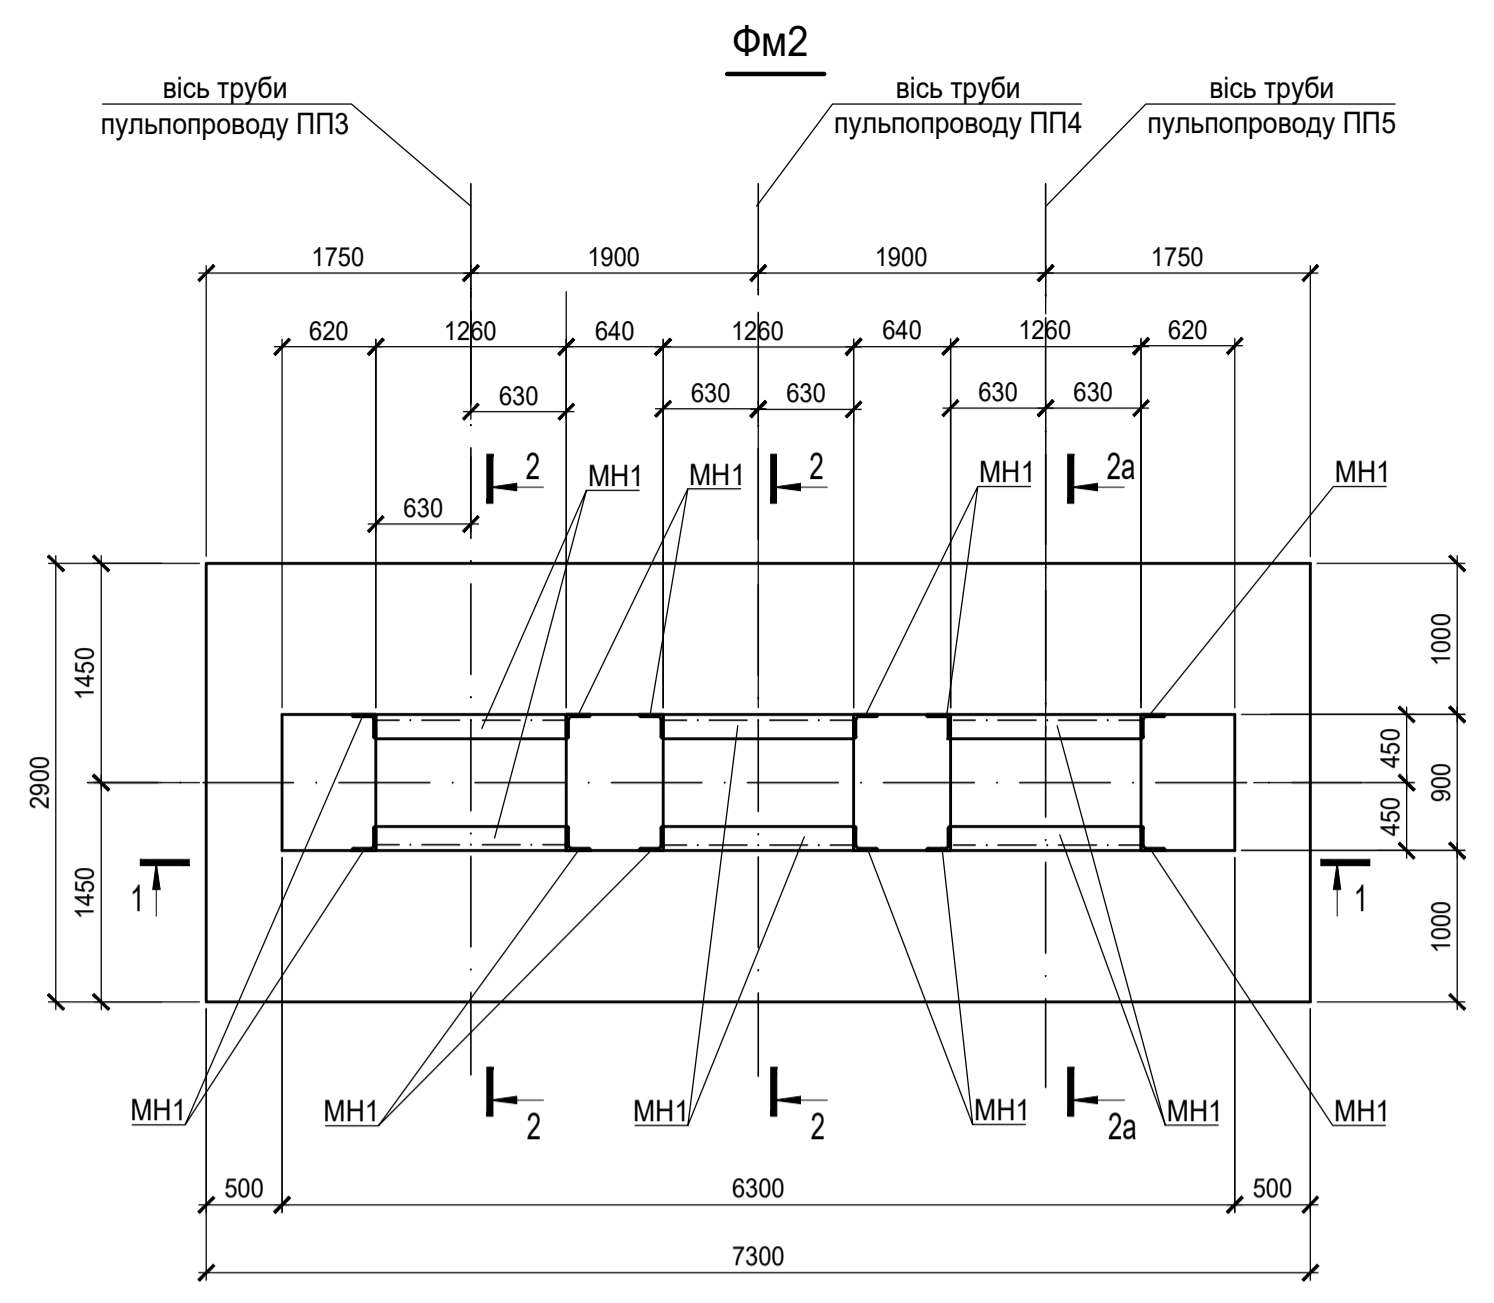 Фм2
вісь труби
пульпопроводу ПП3
вісь труби
пульпопроводу ПП4
вісь труби
пульпопроводу ПП5
1750 1900 1900 1750
620 1260 640 1260 640 1260 620
630 630 630 630 630
2 МН1 МН1 2 МН1 2а МН1
630
1450 1000
2900 450 900 450
1450 1000
1 1
МН1 МН1 МН1 МН1 МН1 МН1
2 2 2а
500 6300 500
7300